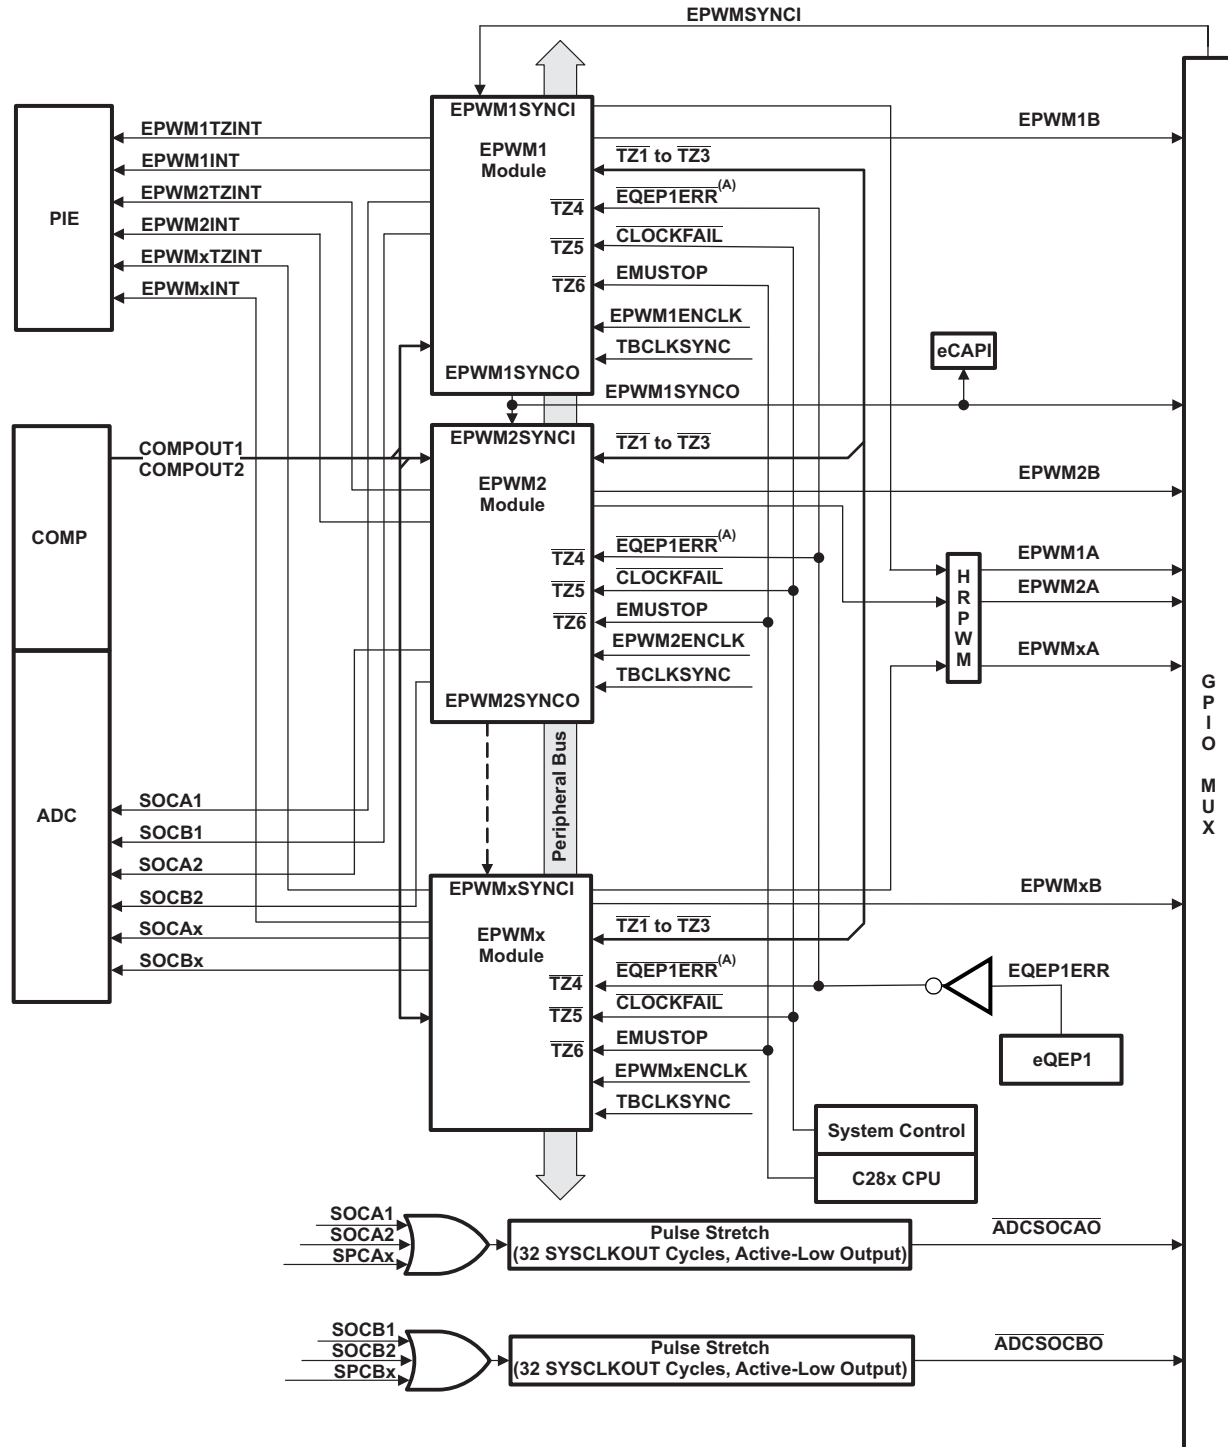 EPWMSYNCI
EPWM1SYNCI
EPWM1B
EPWM1TZINT
EPWM1
Module
TZ1 to TZ3
EPWM1INT
EPWM2TZINT
TZ4
EQEP1ERR(A)
PIE
EPWM2INT
TZ5
CLOCKFAIL
EPWMxTZINT
TZ6
EMUSTOP
EPWMxINT
EPWM1ENCLK
TBCLKSYNC
eCAPI
EPWM1SYNCO
EPWM1SYNCO
EPWM2SYNCI
TZ1 to TZ3
COMPOUT1
COMPOUT2
EPWM2B
EPWM2
Module
COMP
TZ4
EQEP1ERR(A)
EPWM1A
TZ5
CLOCKFAIL
HRPWM
EPWM2A
TZ6
EMUSTOP
EPWM2ENCLK
EPWMxA
TBCLKSYNC
EPWM2SYNCO
GPIO MUX
Peripheral Bus
ADC
SOCA1
SOCB1
SOCA2
SOCB2
SOCAx
SOCBx
EPWMxSYNCI
EPWMxB
EPWMx
Module
TZ1 to TZ3
TZ4
EQEP1ERR(A)
EQEP1ERR
TZ5
CLOCKFAIL
TZ6
EMUSTOP
eQEP1
EPWMxENCLK
TBCLKSYNC
System Control
C28x CPU
SOCA1
SOCA2
SPCAx
Pulse Stretch
(32 SYSCLKOUT Cycles, Active-Low Output)
ADCSOCAO
SOCB1
SOCB2
SPCBx
Pulse Stretch
(32 SYSCLKOUT Cycles, Active-Low Output)
ADCSOCBO